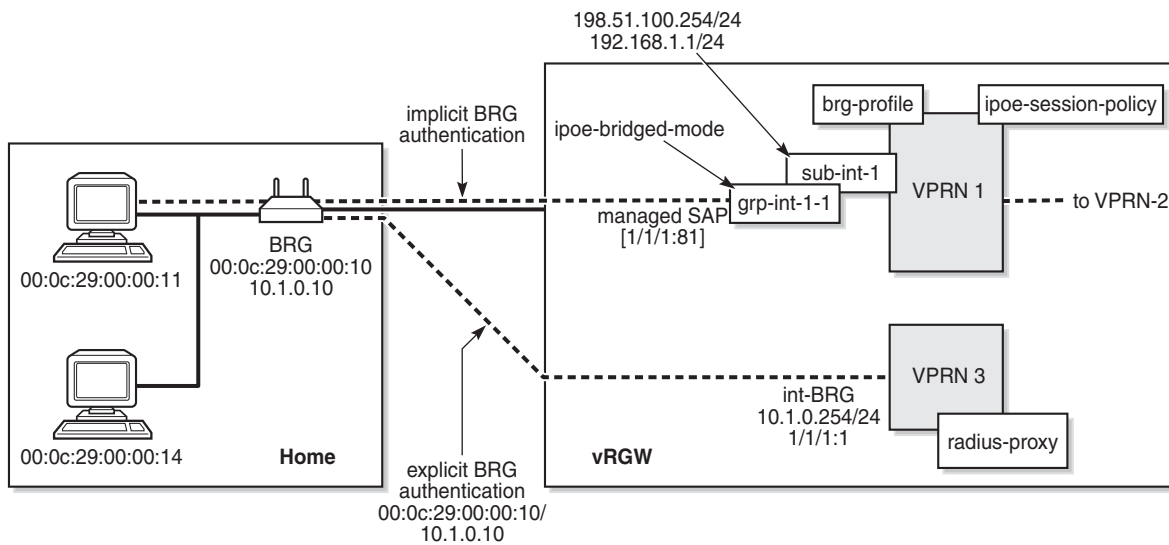 198.51.100.254/24
192.168.1.1/24
brg-profile
ipoe-session-policy
implicit BRG
authentication
ipoe-bridged-mode
sub-int-1
VPRN 1
grp-int-1-1
to VPRN-2
managed SAP
[1/1/1:81]
00:0c:29:00:00:11
BRG
00:0c:29:00:00:10
10.1.0.10
VPRN 3
int-BRG
10.1.0.254/24
1/1/1:1
radius-proxy
00:0c:29:00:00:14
Home
vRGW
explicit BRG
authentication
00:0c:29:00:00:10/
10.1.0.10